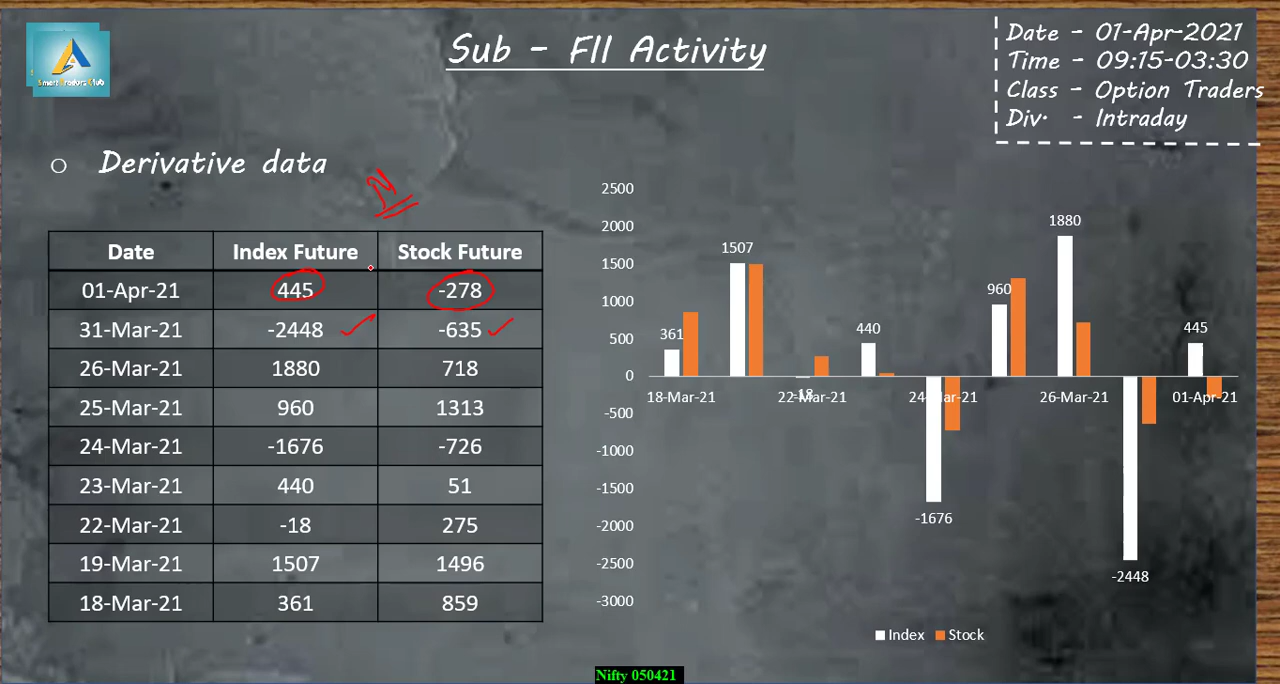 Sub - FII Activity
Date - 01-Apr-2021
Time - 09:15-03:30
Class - Option Traders
Div. - Intraday
Smart Traders Club
Derivative data
Date Index Future Stock Future
01-Apr-21 445 -278
31-Mar-21 -2448 -635
26-Mar-21 1880 718
25-Mar-21 960 1313
24-Mar-21 -1676 -726
23-Mar-21 440 51
22-Mar-21 -18 275
19-Mar-21 1507 1496
18-Mar-21 361 859
2500
2000
1500
1000
500
0
-500
-1000
-1500
-2000
-2500
-3000
361
1507
-18
440
-1676
960
1880
-2448
445
18-Mar-21 22-Mar-21 24-Mar-21 26-Mar-21 01-Apr-21
Index Stock
Nifty 050421